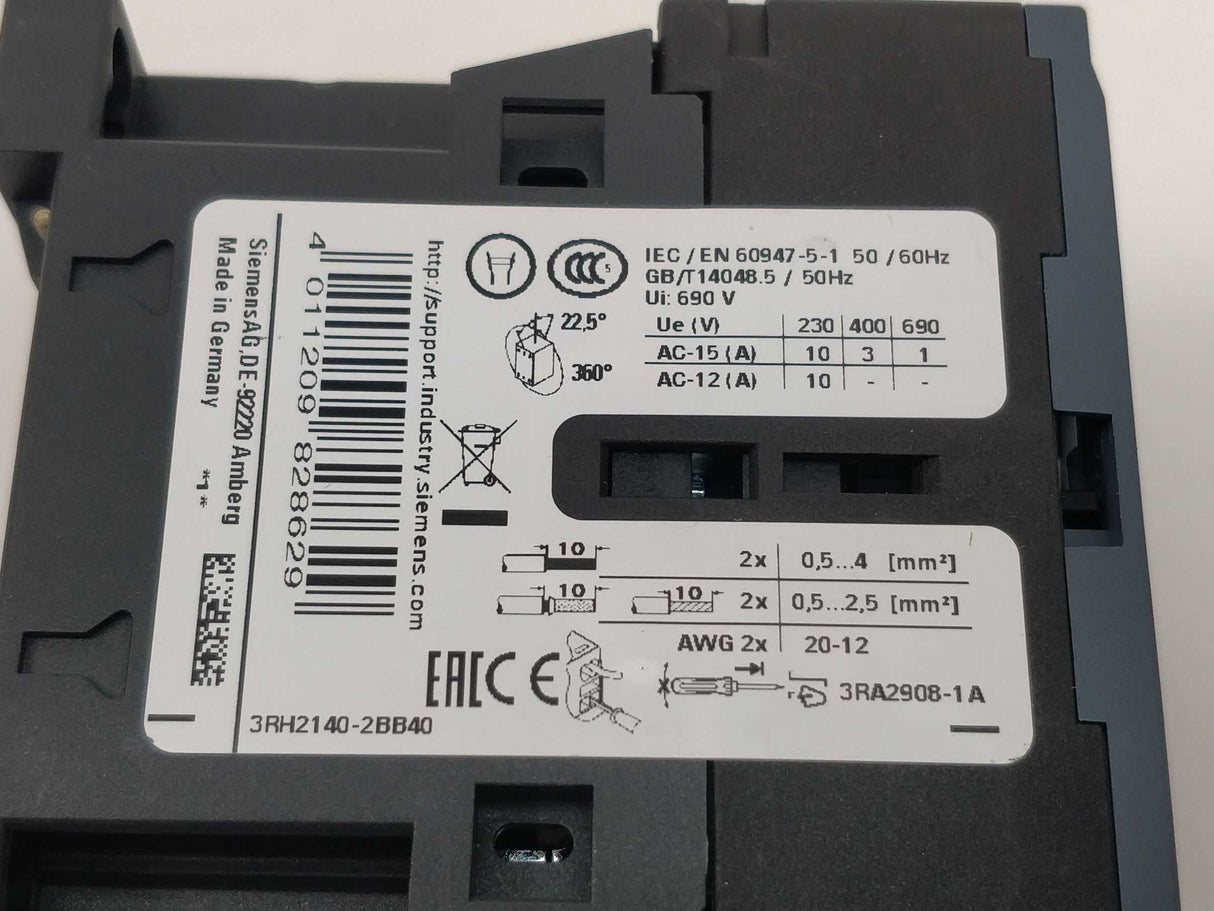 SiemensAG,DE-92220 Amberg
Made in Germany
*1*
4 011209 828629
http://support.industry.siemens.com
CCC 5
IEC / EN 60947-5-1 50 / 60Hz
GB/T14048.5 / 50Hz
Ui: 690 V
Ue (V) 230 400 690
AC-15 (A) 10 3 1
AC-12 (A) 10 - -
22,5°
360°
10 2x 0,5...4 [mm²]
10 10 2x 0,5...2,5 [mm²]
AWG 2x 20-12
EAC CE
3RA2908-1A
3RH2140-2BB40